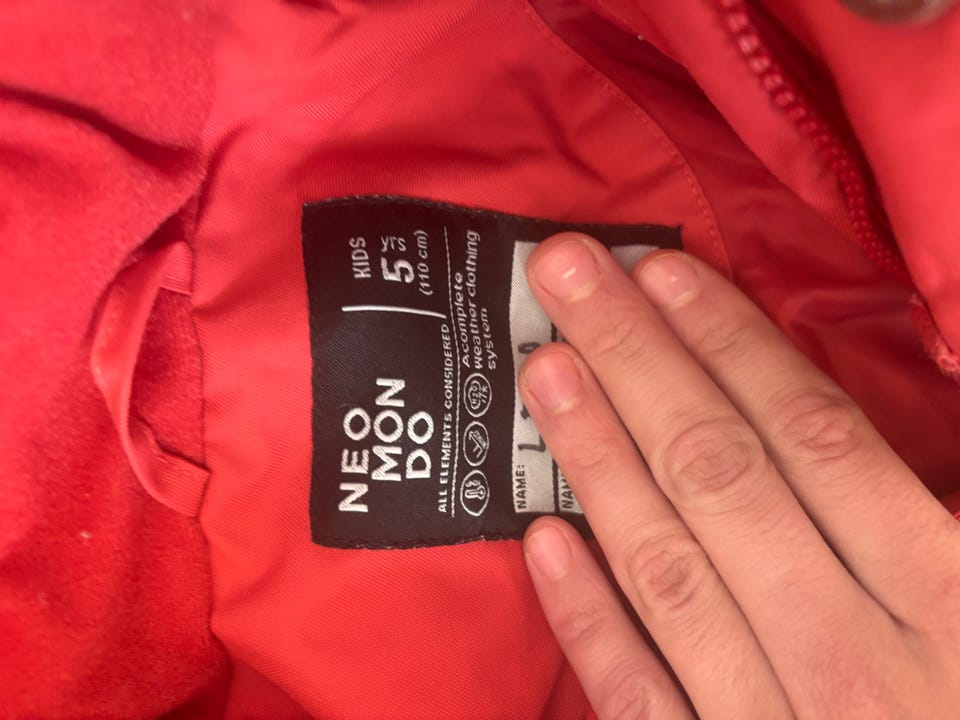 NEO
MON
DO
KIDS
5 YRS
(110 cm)
ALL ELEMENTS CONSIDERED
A complete
weather clothing
system
NAME: